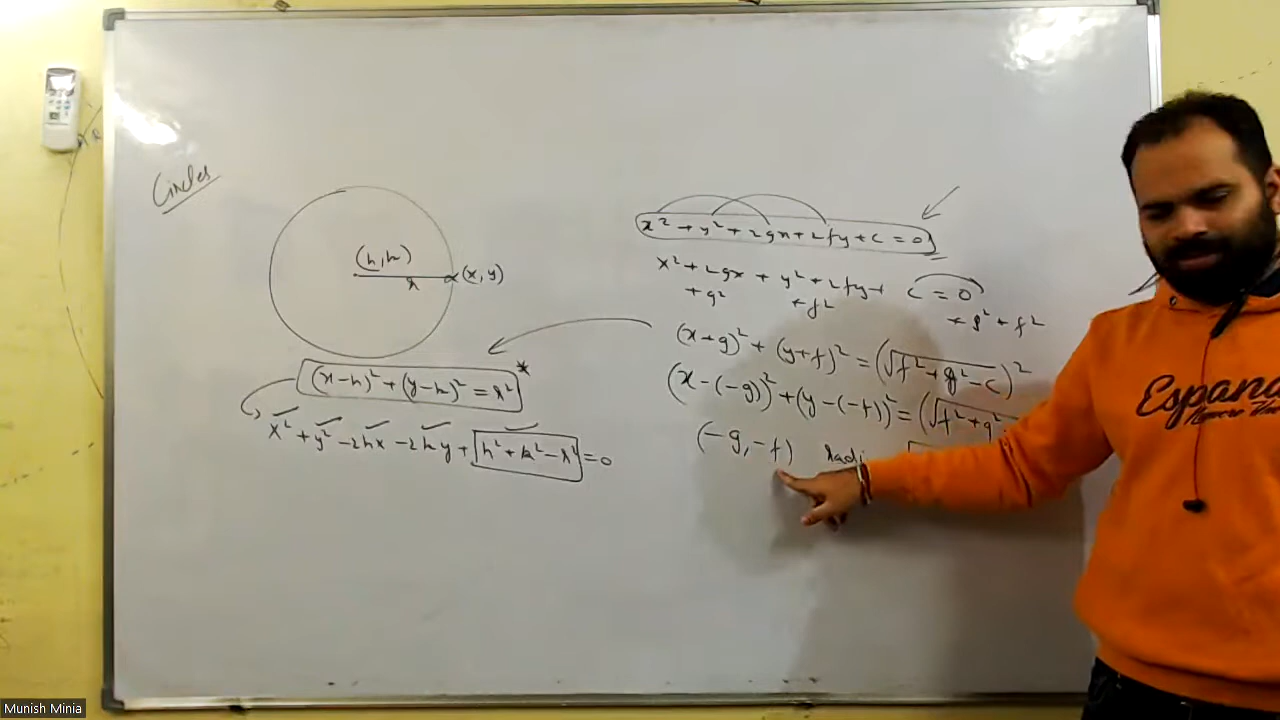 Circles
(h,k)
r
(x,y)
(x-h)²+(y-k)²=r² *
x²+y²-2hx-2ky+h²+k²-r²=0
x²+y²+2gx+2fy+c=0
x²+2gx+y²+2fy+c=0
+g² +f² +g²+f²
(x+g)²+(y+f)²=(√f²+g²-c)²
(x-(-g))²+(y-(-f))²=(√f²+g²
(-g,-f) Radi
Espana
Munish Minia